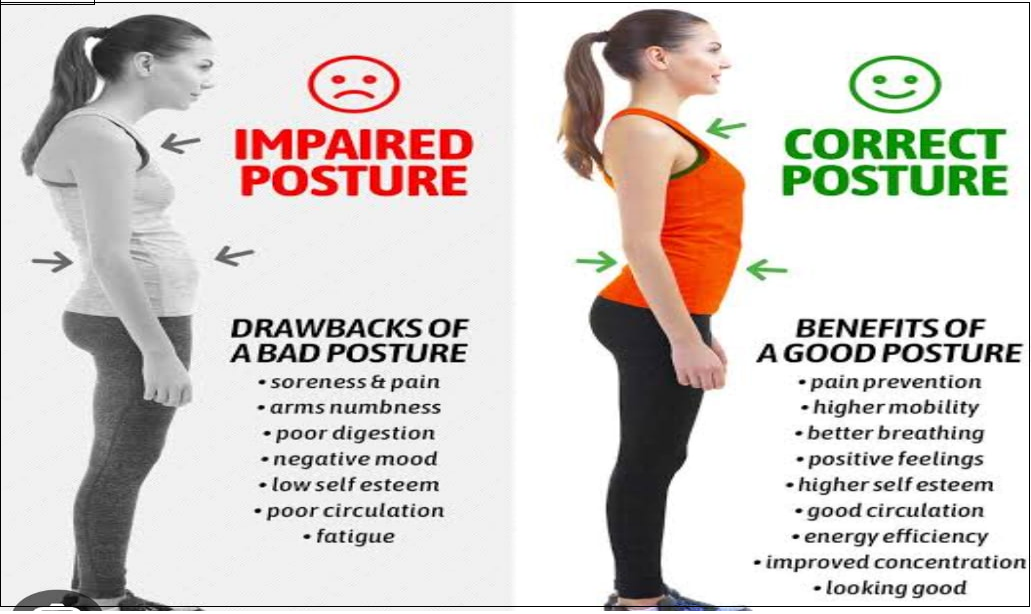 IMPAIRED
POSTURE
DRAWBACKS OF
A BAD POSTURE
• soreness & pain
• arms numbness
• poor digestion
• negative mood
• low self esteem
• poor circulation
• fatigue
CORRECT
POSTURE
BENEFITS OF
A GOOD POSTURE
• pain prevention
• higher mobility
• better breathing
• positive feelings
• higher self esteem
• good circulation
• energy efficiency
• improved concentration
• looking good